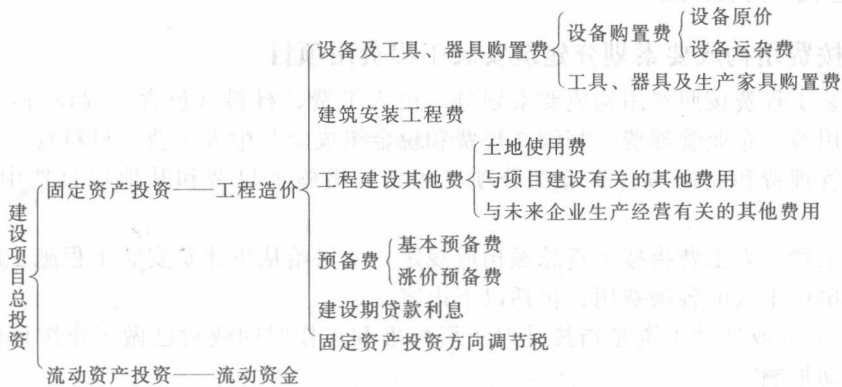 设备原价
设备购置费
设备运杂费
设备及工具、器具购置费
工具、器具及生产家具购置费
建筑安装工程费
土地使用费
工程建设其他费
与项目建设有关的其他费用
与未来企业生产经营有关的其他费用
建设项目总投资
固定资产投资——工程造价
基本预备费
预备费
涨价预备费
建设期贷款利息
固定资产投资方向调节税
流动资产投资——流动资金